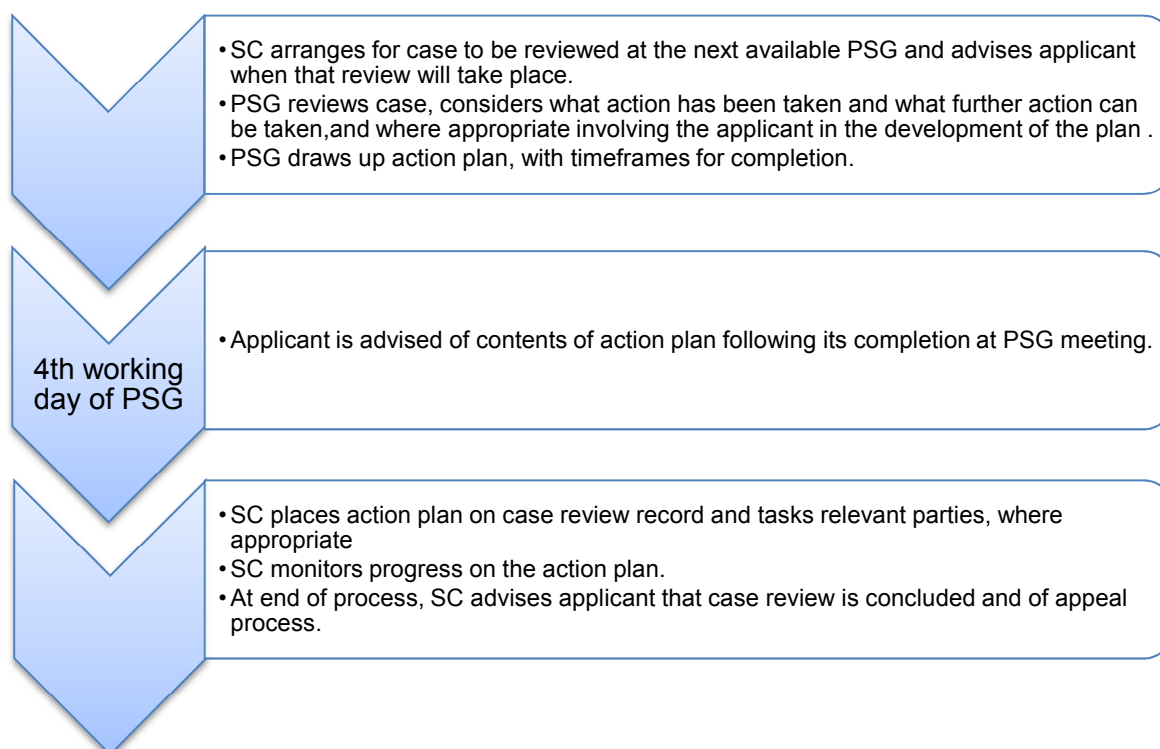 •SC arranges for case to be reviewed at the next available PSG and advises applicant
when that review will take place.
•PSG reviews case, considers what action has been taken and what further action can
be taken,and where appropriate involving the applicant in the development of the plan .
•PSG draws up action plan, with timeframes for completion.
4th working
day of PSG
•Applicant is advised of contents of action plan following its completion at PSG meeting.
•SC places action plan on case review record and tasks relevant parties, where
appropriate
•SC monitors progress on the action plan.
•At end of process, SC advises applicant that case review is concluded and of appeal
process.